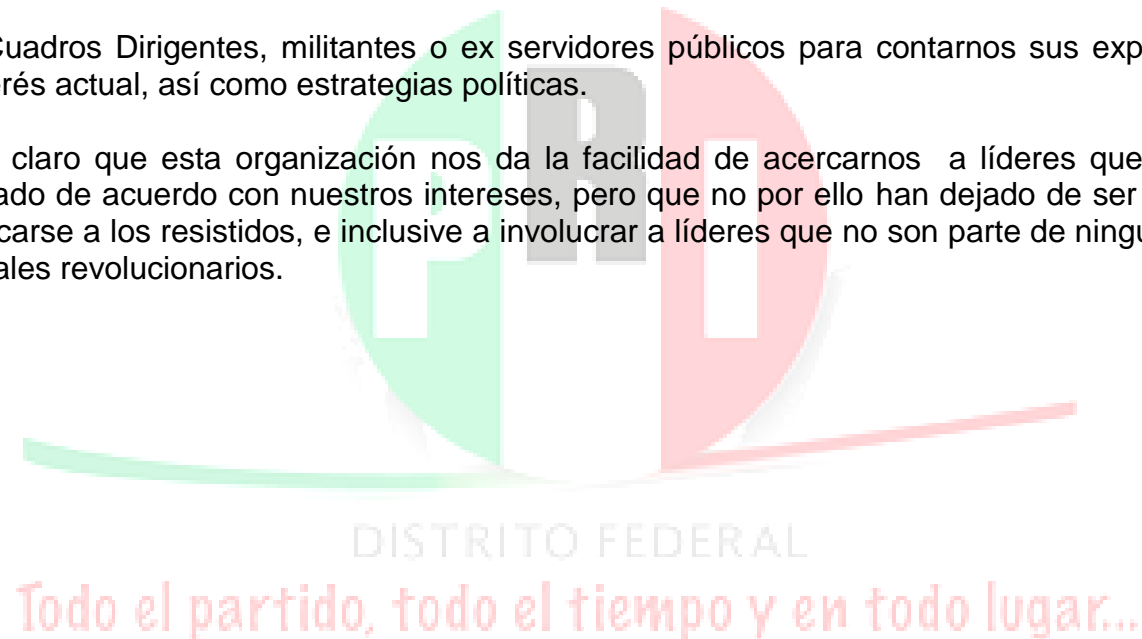 Cuadros Dirigentes, militantes o ex servidores públicos para contarnos sus exp
erés actual, así como estrategias políticas.
claro que esta organización nos da la facilidad de acercarnos a líderes que
ado de acuerdo con nuestros intereses, pero que no por ello han dejado de ser
carse a los resistidos, e inclusive a involucrar a líderes que no son parte de ningu
ales revolucionarios.
PRI
DISTRITO FEDERAL
Todo el partido, todo el tiempo y en todo lugar...